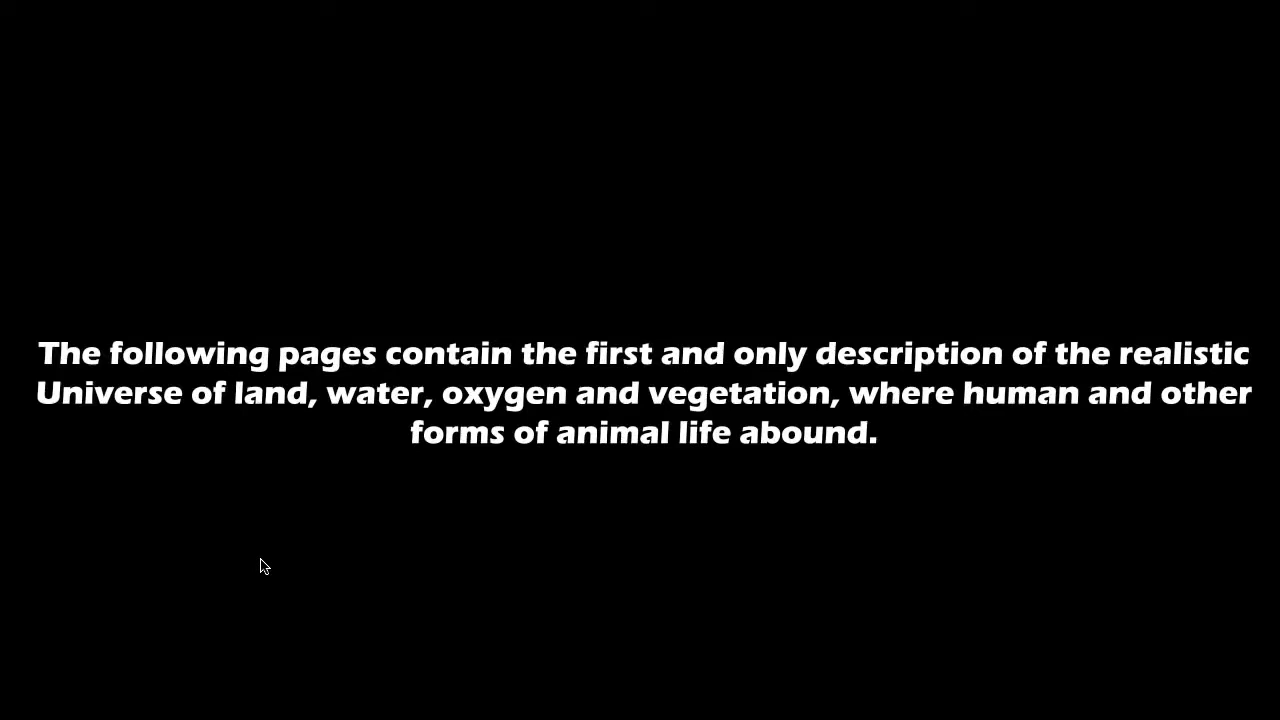 The following pages contain the first and only description of the realistic
Universe of land, water, oxygen and vegetation, where human and other
forms of animal life abound.